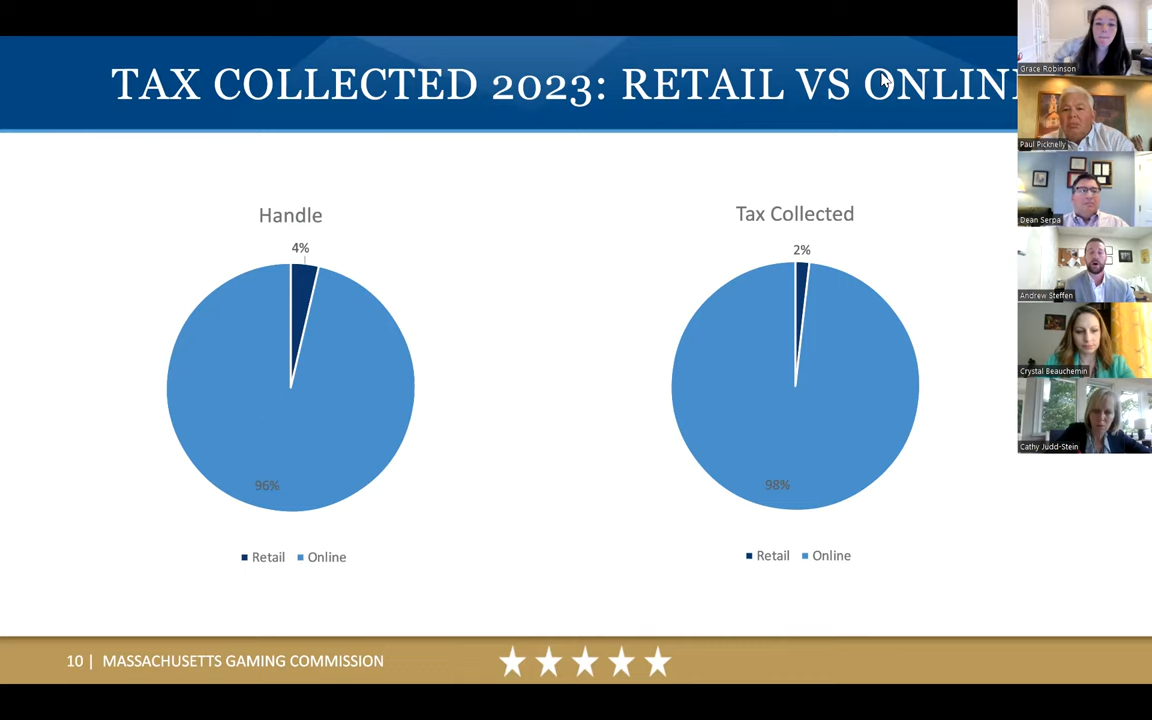 TAX COLLECTED 2023: RETAIL VS ONLIN
Handle
4%
96%
Retail Online
Tax Collected
2%
98%
Retail Online
10 | MASSACHUSETTS GAMING COMMISSION
Grace Robinson
Paul Picknelly
Dean Serpa
Andrew Steffen
Crystal Beauchemin
Cathy Judd-Stein